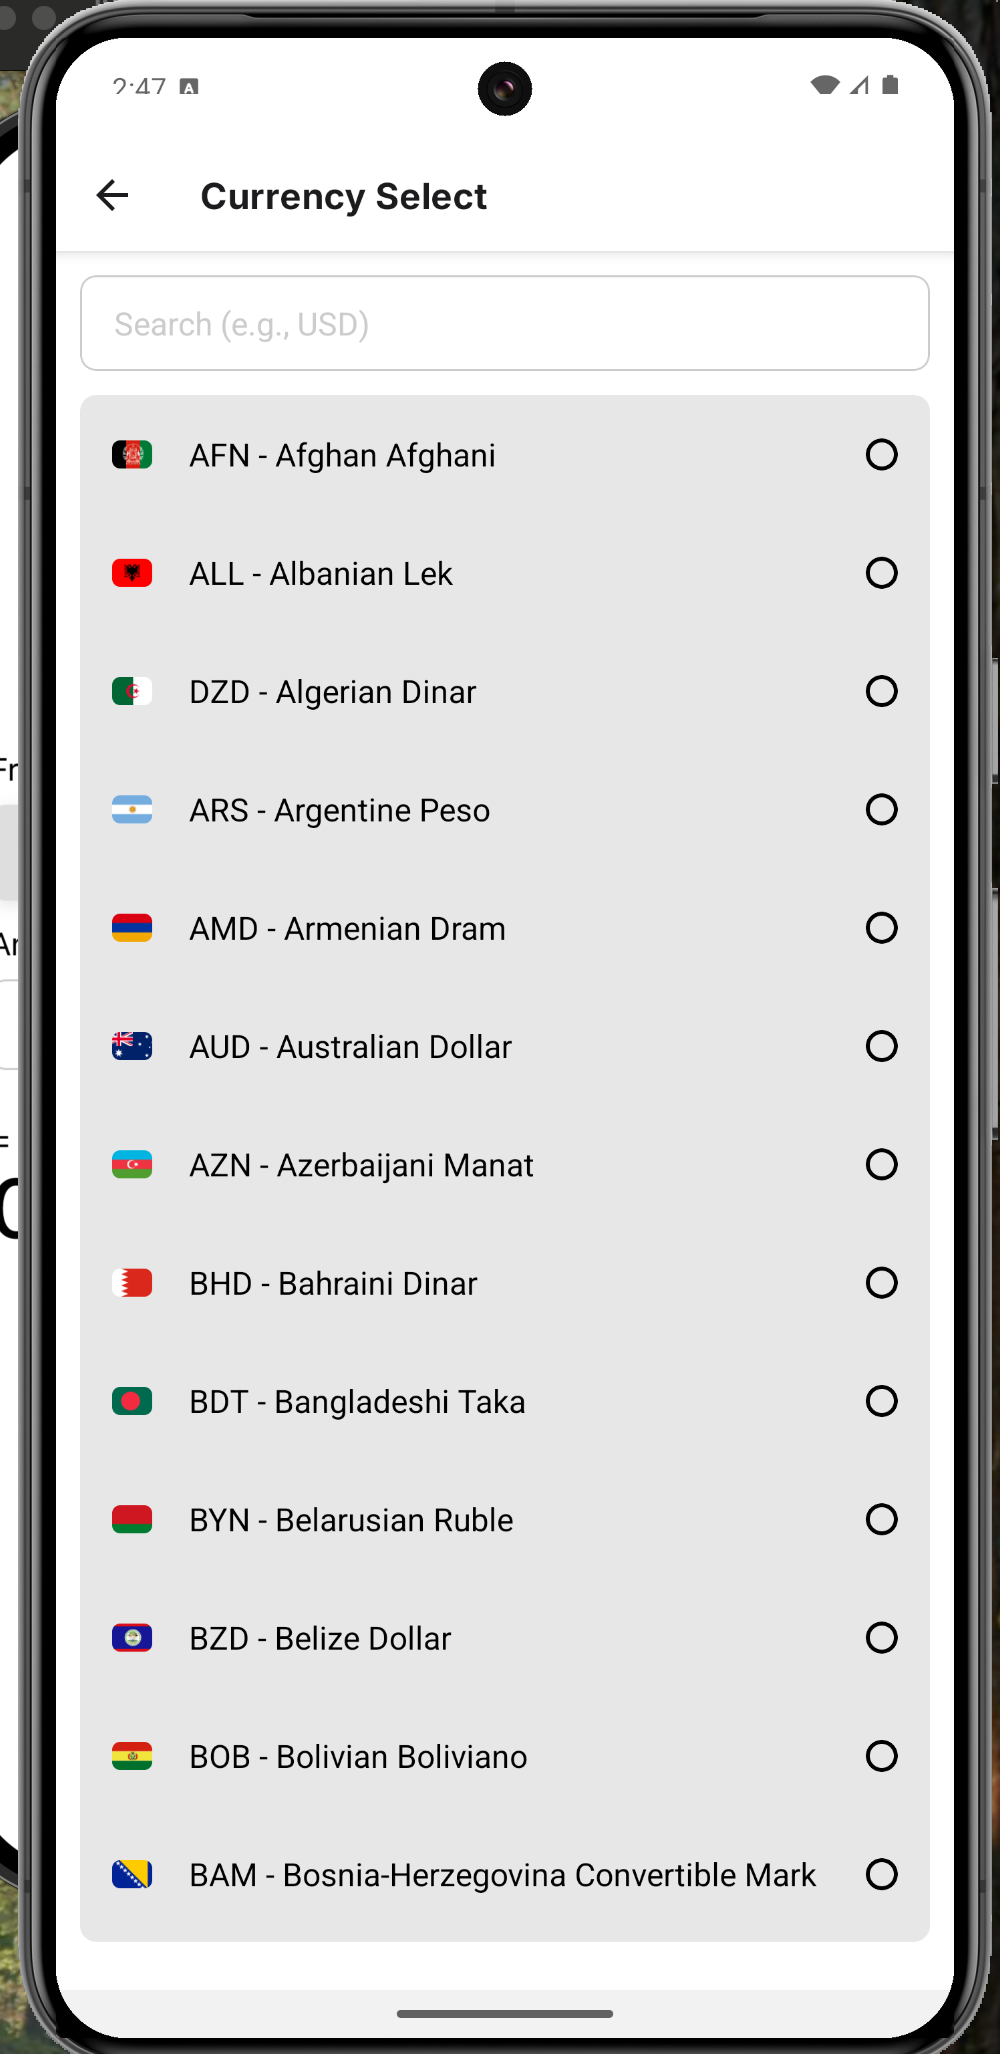 2:47 A
Currency Select
Search (e.g., USD)
AFN - Afghan Afghani
ALL - Albanian Lek
DZD - Algerian Dinar
ARS - Argentine Peso
AMD - Armenian Dram
AUD - Australian Dollar
AZN - Azerbaijani Manat
BHD - Bahraini Dinar
BDT - Bangladeshi Taka
BYN - Belarusian Ruble
BZD - Belize Dollar
BOB - Bolivian Boliviano
BAM - Bosnia-Herzegovina Convertible Mark